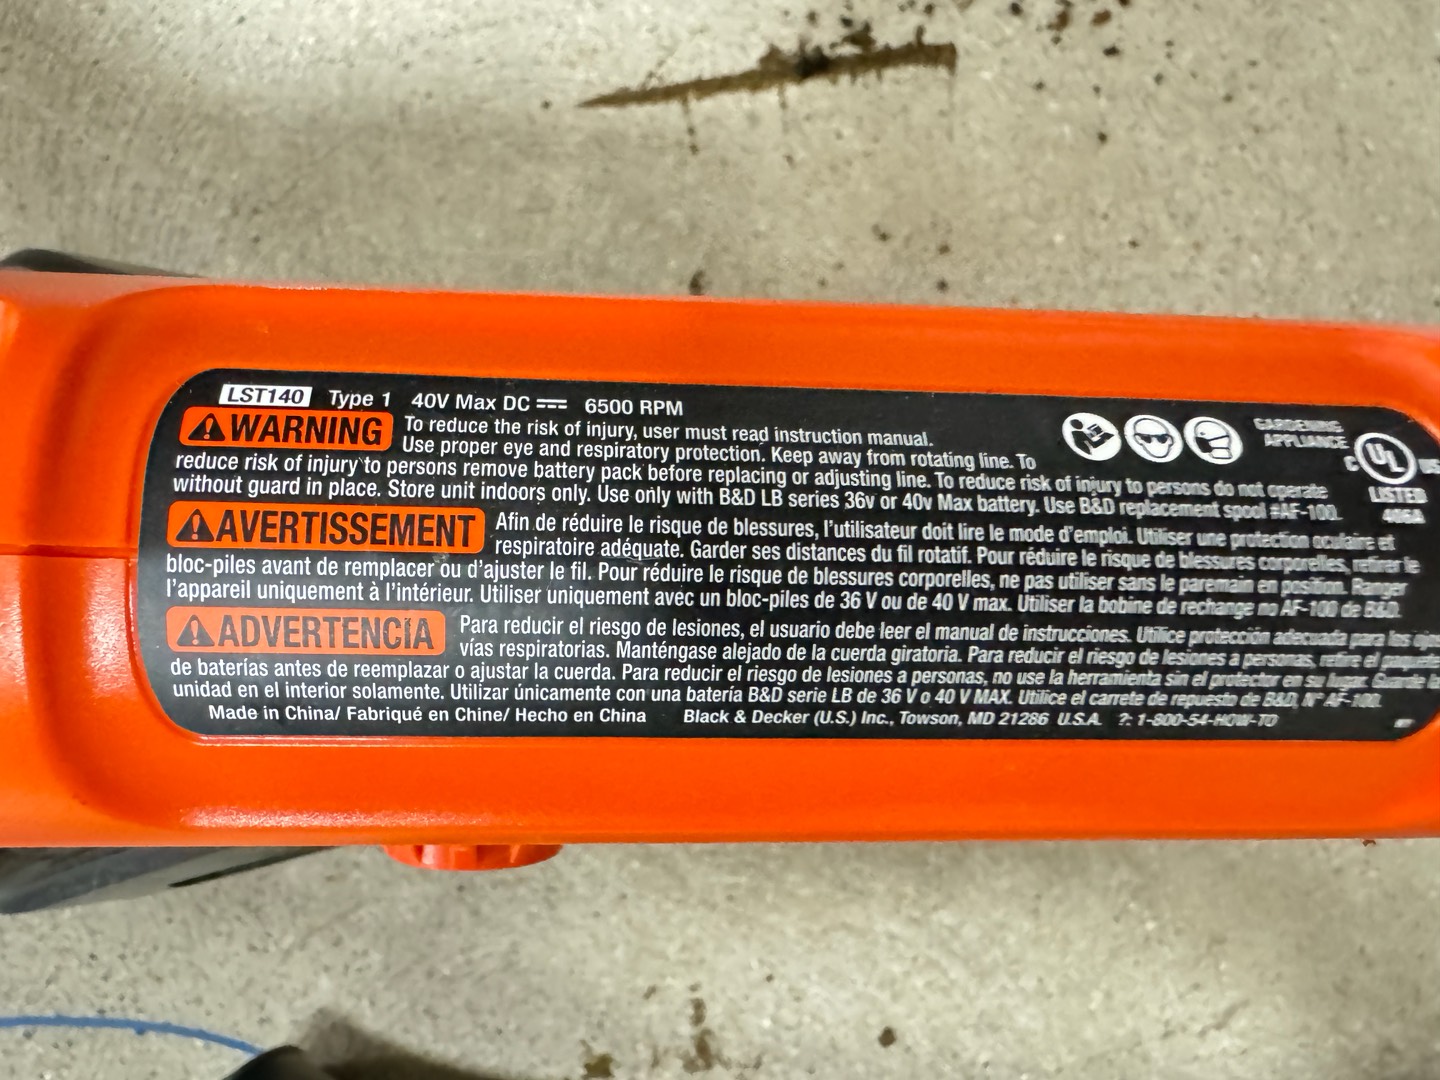 LST140 Type 1 40V Max DC 6500 RPM
WARNING To reduce the risk of injury, user must read instruction manual.
Use proper eye and respiratory protection. Keep away from rotating line. To
reduce risk of injury to persons remove battery pack before replacing or adjusting line. To reduce risk of injury to persons do not operate
without guard in place. Store unit indoors only. Use only with B&D LB series 36v or 40v Max battery. Use B&D replacement spool #AF-100.
GARDENING
APPLIANCE
C UL US
LISTED
AVERTISSEMENT Afin de réduire le risque de blessures, l'utilisateur doit lire le mode d'emploi. Utiliser une protection oculaire et
respiratoire adéquate. Garder ses distances du fil rotatif. Pour réduire le risque de blessures corporelles, retirer le
bloc-piles avant de remplacer ou d'ajuster le fil. Pour réduire le risque de blessures corporelles, ne pas utiliser sans le paremain en position. Ranger
l'appareil uniquement à l'intérieur. Utiliser uniquement avec un bloc-piles de 36 V ou de 40 V max. Utiliser la bobine de rechange no AF-100 de B&D.
ADVERTENCIA Para reducir el riesgo de lesiones, el usuario debe leer el manual de instrucciones. Utilice protección adecuada para los
vías respiratorias. Manténgase alejado de la cuerda giratoria. Para reducir el riesgo de lesiones a personas, retire el paquete
de baterías antes de reemplazar o ajustar la cuerda. Para reducir el riesgo de lesiones a personas, no use la herramienta sin el protector en su lugar. Guarde la
unidad en el interior solamente. Utilizar únicamente con una batería B&D serie LB de 36 V o 40 V MAX. Utilice el carrete de repuesto de B&D, N° AF-100.
Made in China/ Fabriqué en Chine/ Hecho en China Black & Decker (U.S.) Inc., Towson, MD 21286 U.S.A. ?: 1-800-54-HOW-TO